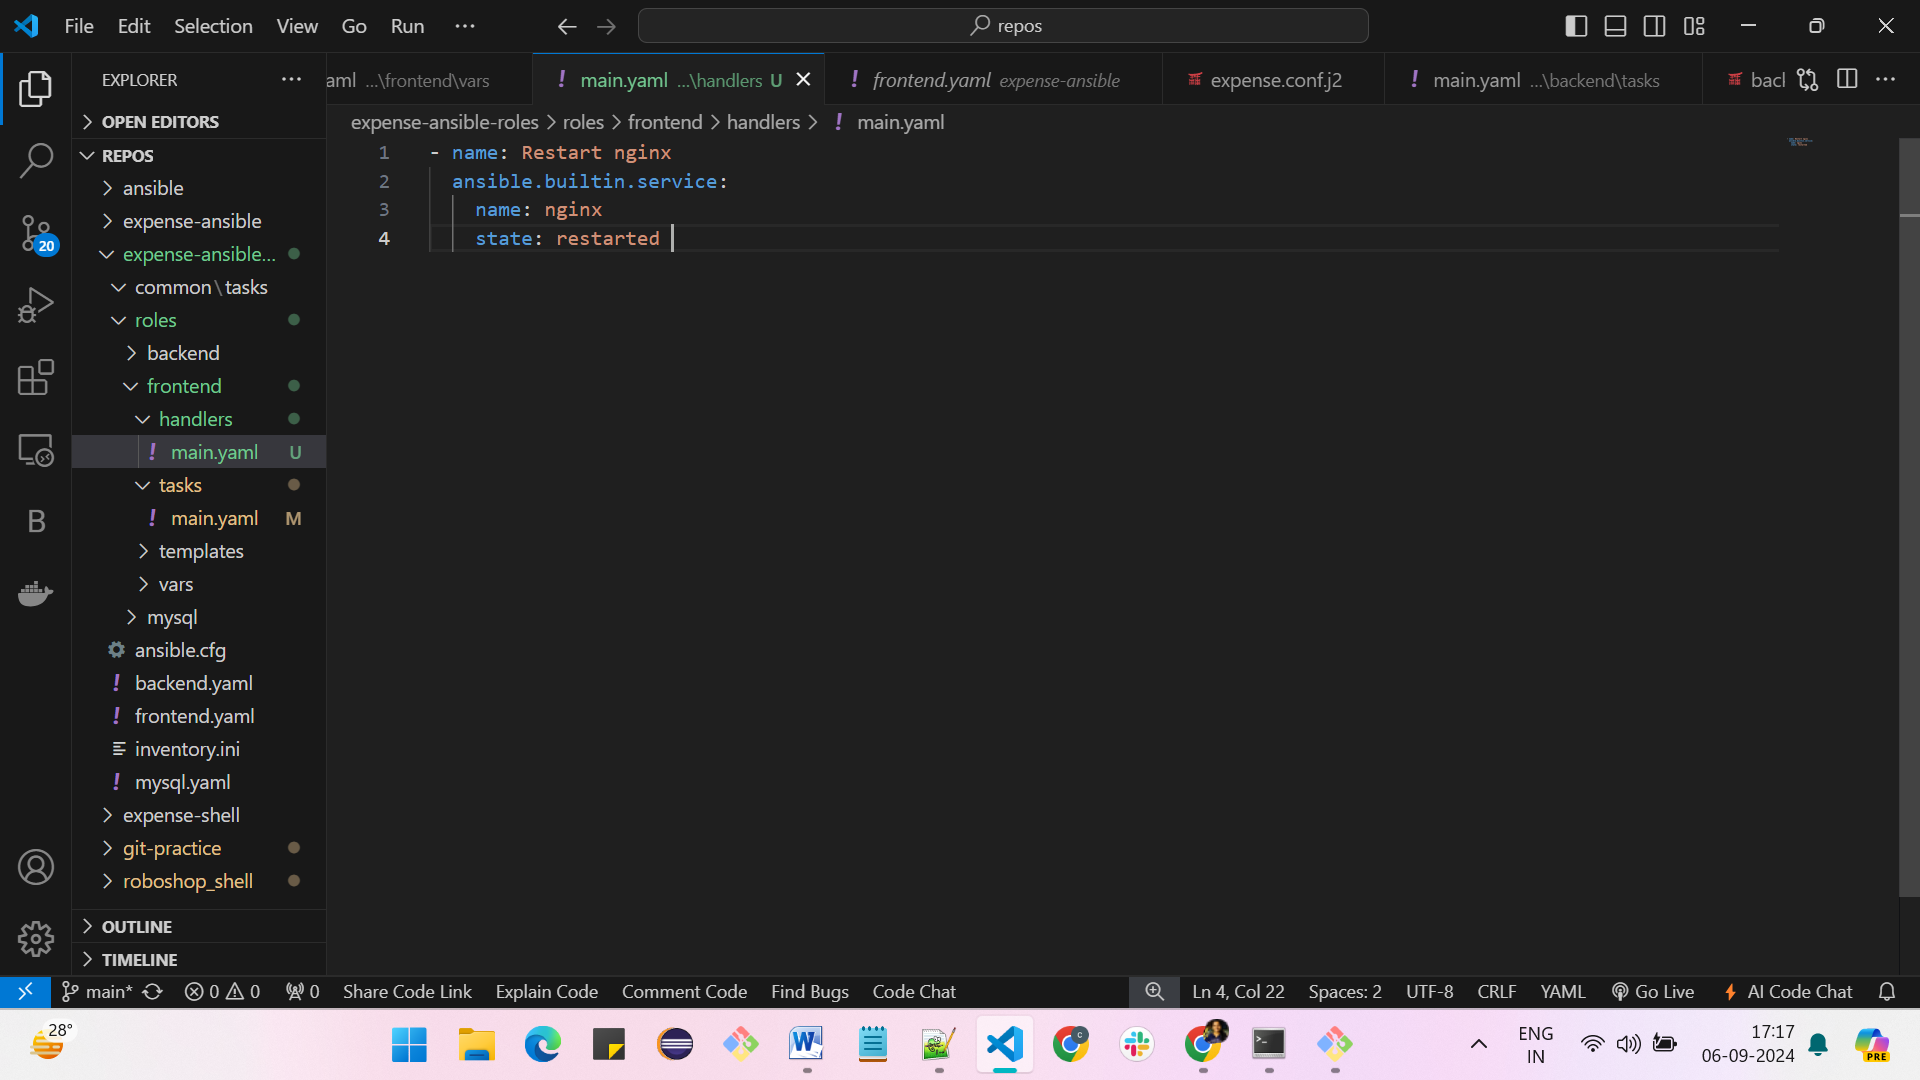 File Edit Selection View Go Run ...
repos
EXPLORER
aml ...\frontend\vars
! main.yaml ...\handlers U
! frontend.yaml expense-ansible
expense.conf.j2
! main.yaml ...\backend\tasks
bacl
OPEN EDITORS
expense-ansible-roles > roles > frontend > handlers > ! main.yaml
REPOS
ansible
expense-ansible
expense-ansible...
common\tasks
roles
backend
frontend
handlers
! main.yaml U
tasks
! main.yaml M
templates
vars
mysql
ansible.cfg
! backend.yaml
! frontend.yaml
inventory.ini
! mysql.yaml
expense-shell
git-practice
roboshop_shell
OUTLINE
TIMELINE
20
B
1 - name: Restart nginx
2 ansible.builtin.service:
3 name: nginx
4 state: restarted
main* 0 0 0 Share Code Link Explain Code Comment Code Find Bugs Code Chat Ln 4, Col 22 Spaces: 2 UTF-8 CRLF YAML Go Live AI Code Chat
28°
W
C
ENG
IN
17:17
06-09-2024
PRE